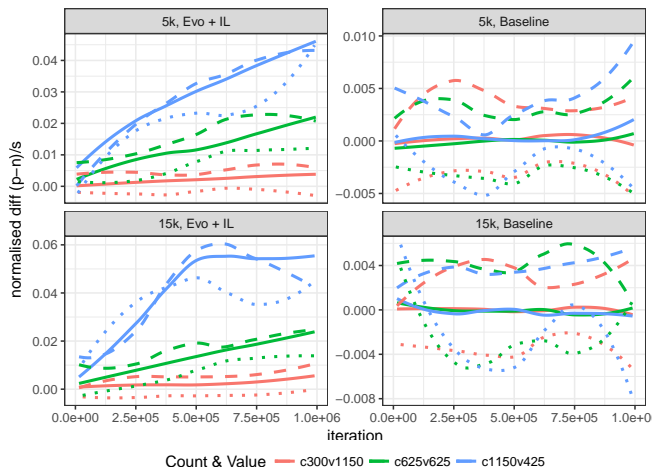 5k, Evo + IL
5k, Baseline
0.04
0.03
0.02
0.01
0.00
0.010
0.005
0.000
−0.005
normalised diff (p−n)/s
15k, Evo + IL
15k, Baseline
0.06
0.04
0.02
0.00
0.004
0.000
−0.004
−0.008
0.0e+00 2.5e+05 5.0e+05 7.5e+05 1.0e+06
0.0e+00 2.5e+05 5.0e+05 7.5e+05 1.0e+0
iteration
Count & Value c300v1150 c625v625 c1150v425